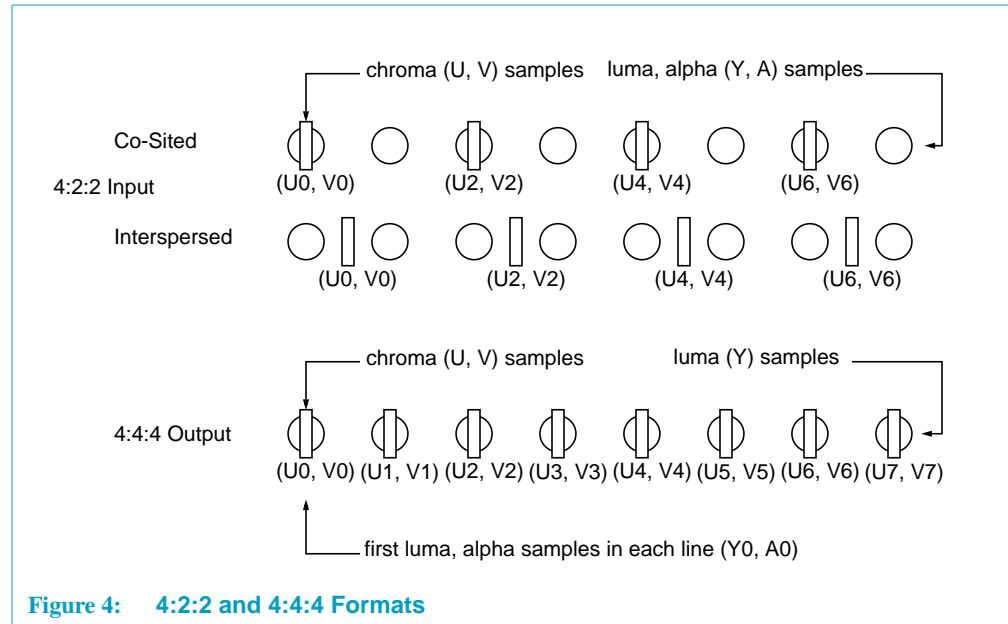 chroma (U, V) samples luma, alpha (Y, A) samples
Co-Sited
4:2:2 Input
(U0, V0) (U2, V2) (U4, V4) (U6, V6)
Interspersed
(U0, V0) (U2, V2) (U4, V4) (U6, V6)
chroma (U, V) samples luma (Y) samples
4:4:4 Output
(U0, V0) (U1, V1) (U2, V2) (U3, V3) (U4, V4) (U5, V5) (U6, V6) (U7, V7)
first luma, alpha samples in each line (Y0, A0)
Figure 4: 4:2:2 and 4:4:4 Formats